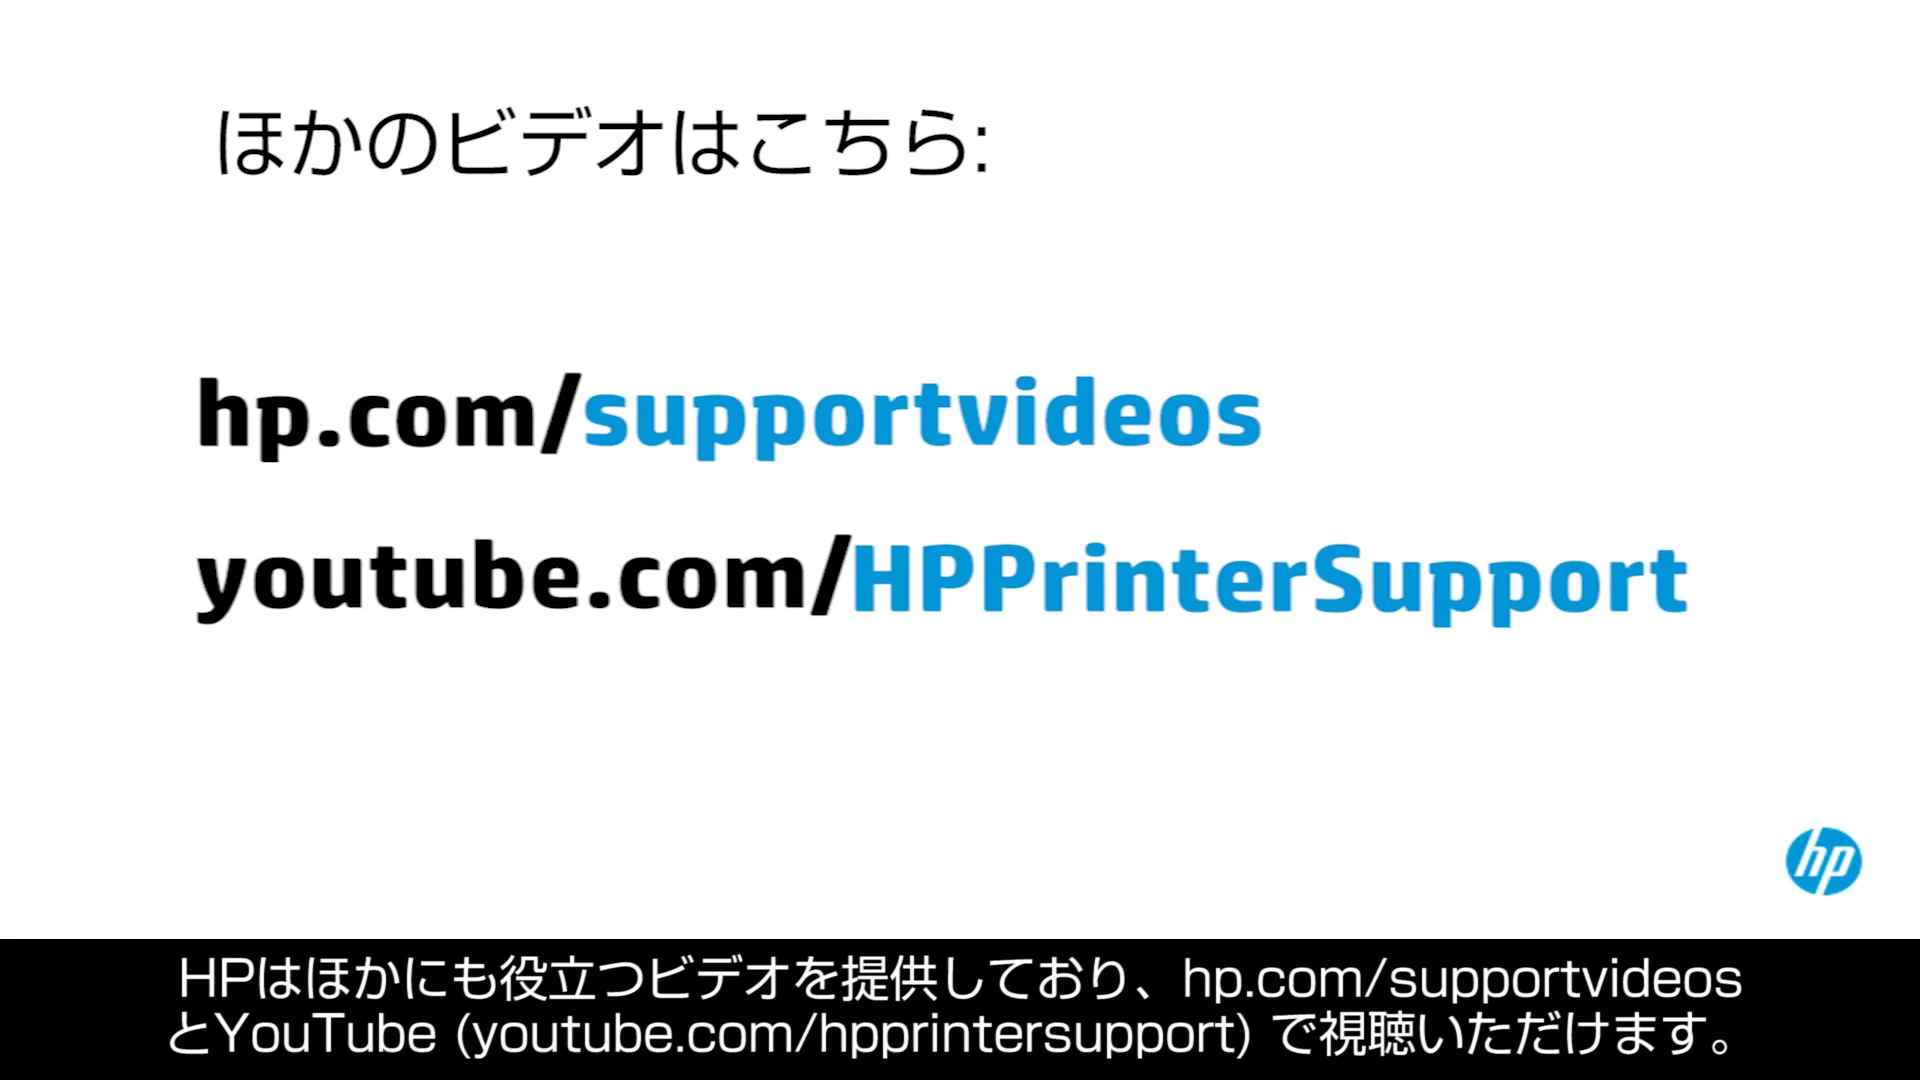 ほかのビデオはこちら:
hp.com/supportvideos
youtube.com/HPPrinterSupport
hp
HPはほかにも役立つビデオを提供しており、hp.com/supportvideos
とYouTube (youtube.com/hpprintersupport) で視聴いただけます。